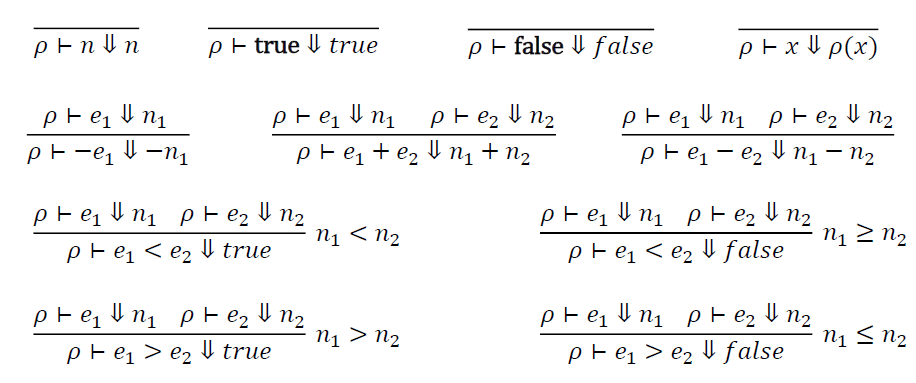 ρ ⊢ n ⇓ n    ρ ⊢ true ⇓ true    ρ ⊢ false ⇓ false    ρ ⊢ x ⇓ ρ(x)
ρ ⊢ e₁ ⇓ n₁    ρ ⊢ e₁ ⇓ n₁   ρ ⊢ e₂ ⇓ n₂    ρ ⊢ e₁ ⇓ n₁   ρ ⊢ e₂ ⇓ n₂
ρ ⊢ −e₁ ⇓ −n₁    ρ ⊢ e₁ + e₂ ⇓ n₁ + n₂    ρ ⊢ e₁ − e₂ ⇓ n₁ − n₂
ρ ⊢ e₁ ⇓ n₁   ρ ⊢ e₂ ⇓ n₂    ρ ⊢ e₁ ⇓ n₁   ρ ⊢ e₂ ⇓ n₂
ρ ⊢ e₁ < e₂ ⇓ true   n₁ < n₂    ρ ⊢ e₁ < e₂ ⇓ false   n₁ ≥ n₂
ρ ⊢ e₁ ⇓ n₁   ρ ⊢ e₂ ⇓ n₂    ρ ⊢ e₁ ⇓ n₁   ρ ⊢ e₂ ⇓ n₂
ρ ⊢ e₁ > e₂ ⇓ true   n₁ > n₂    ρ ⊢ e₁ > e₂ ⇓ false   n₁ ≤ n₂